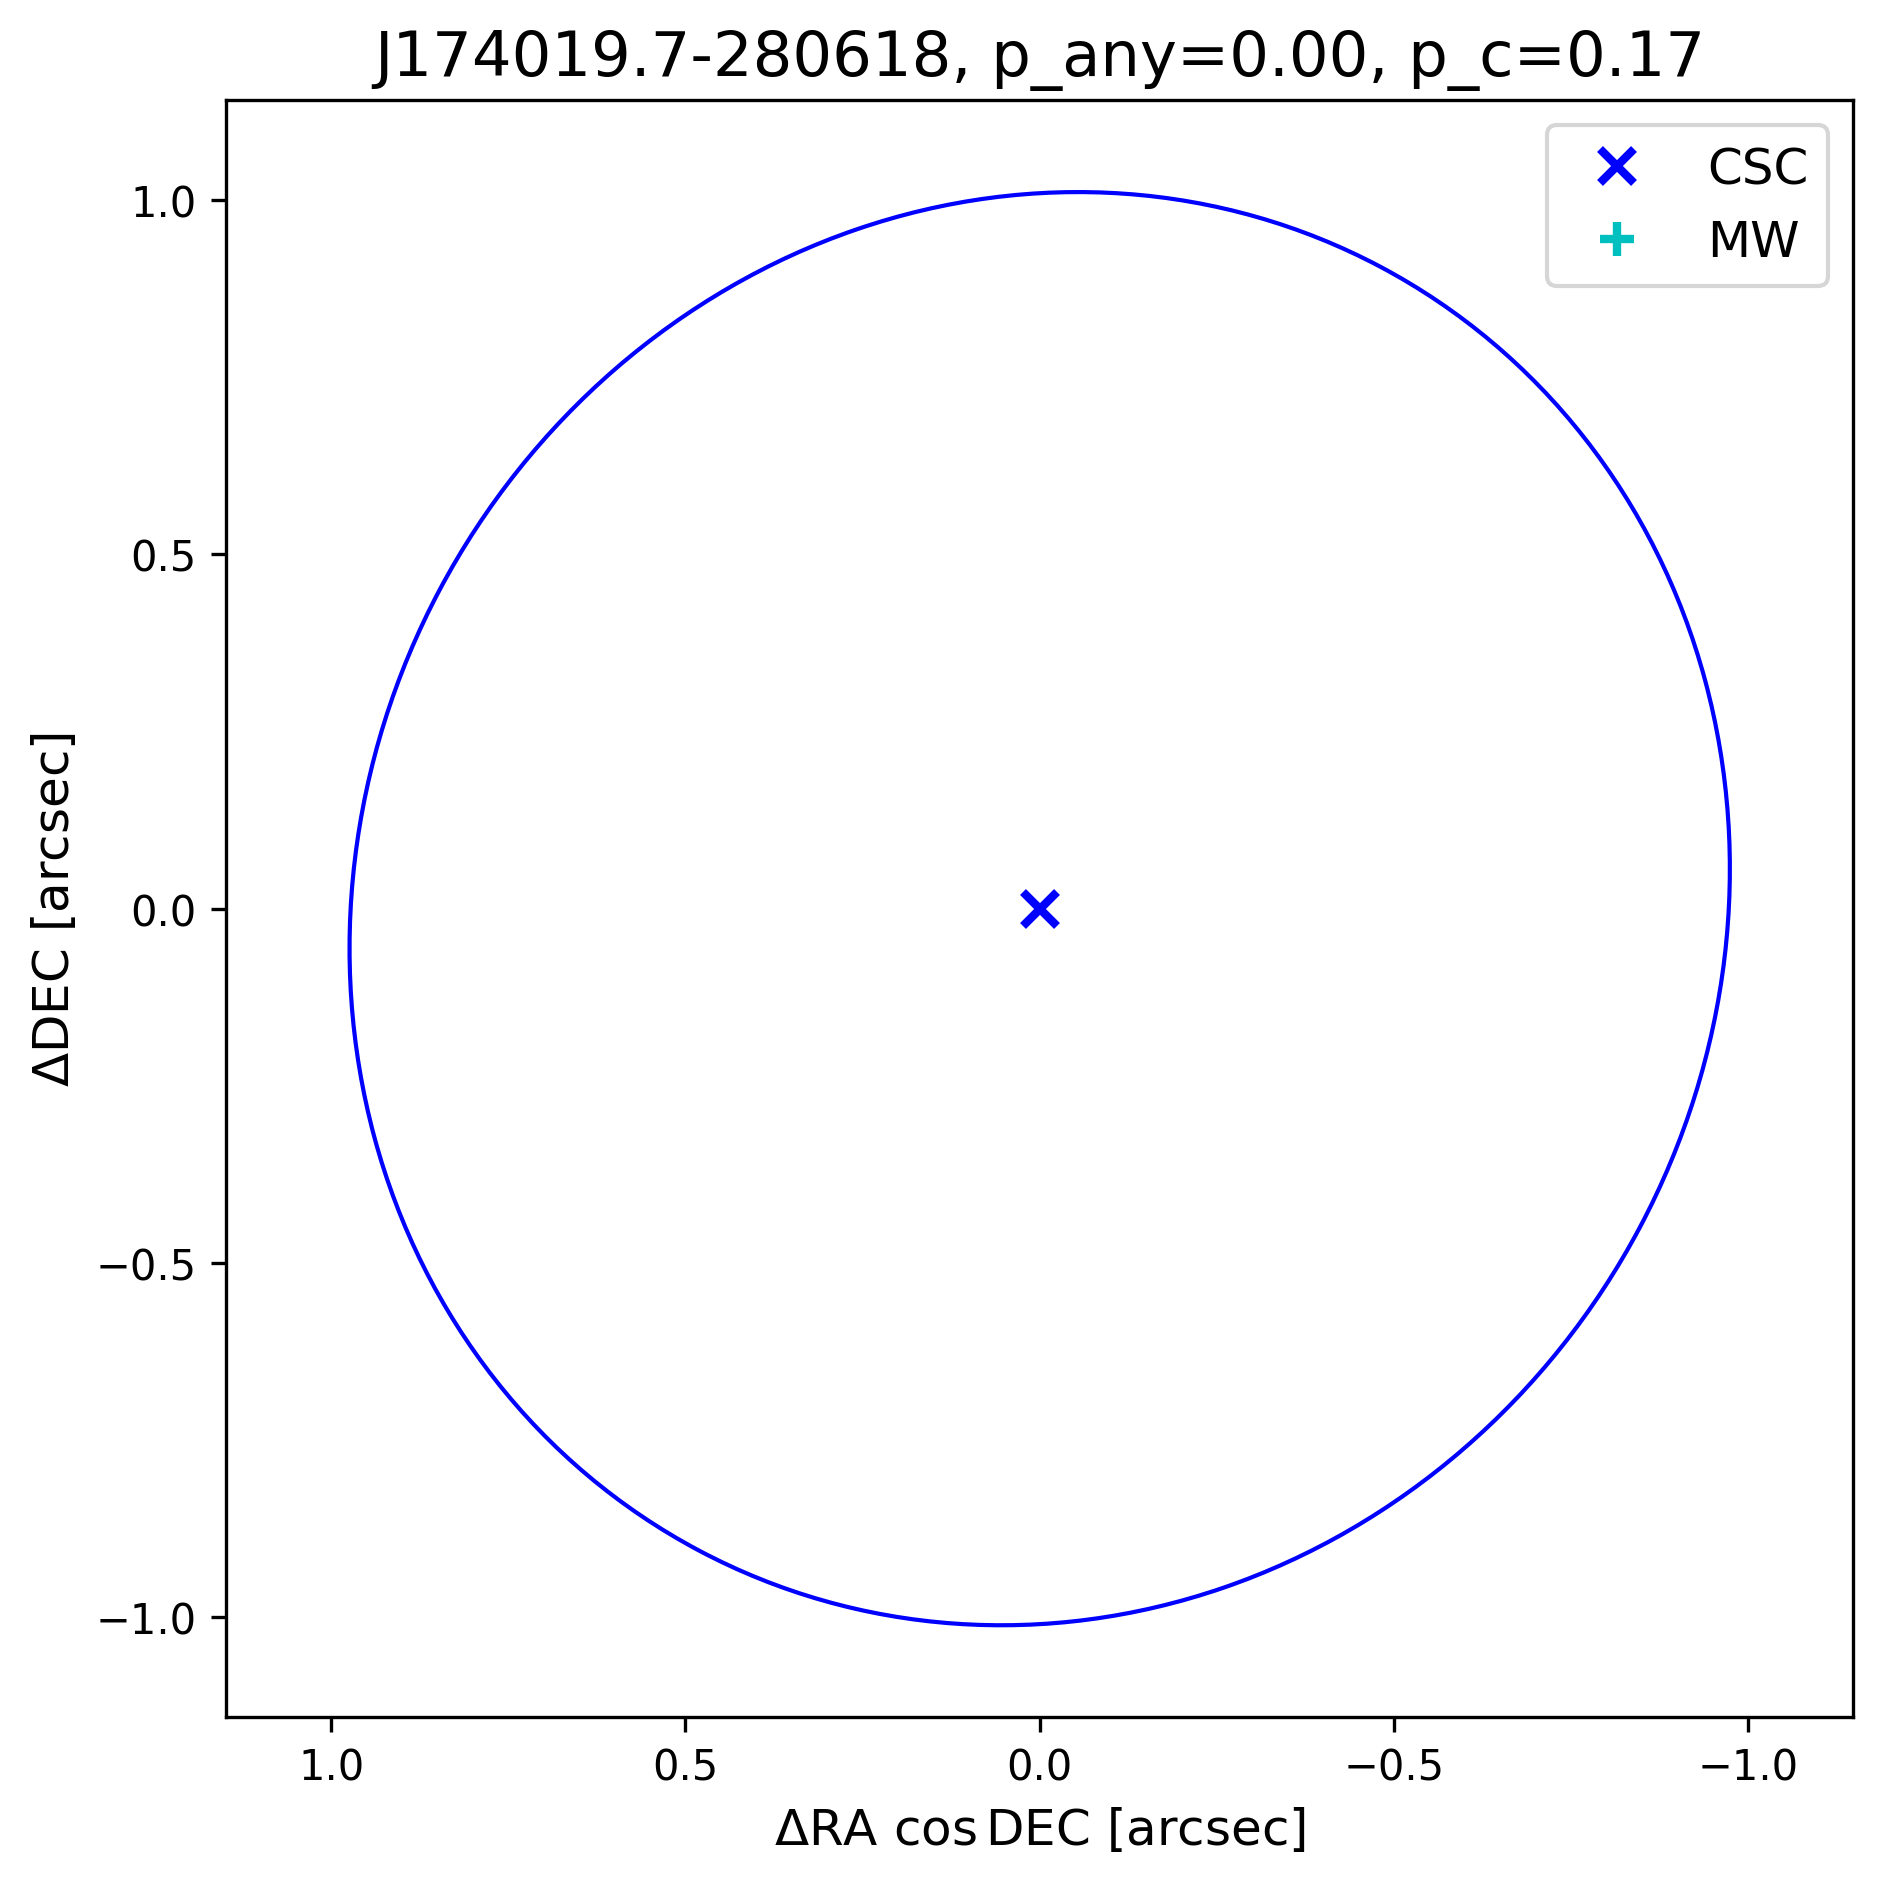 J174019.7-280618, p_any=0.00, p_c=0.17
CSC
MW
1.0
0.5
0.0
−0.5
−1.0
ΔDEC [arcsec]
1.0 0.5 0.0 −0.5 −1.0
ΔRA cos DEC [arcsec]